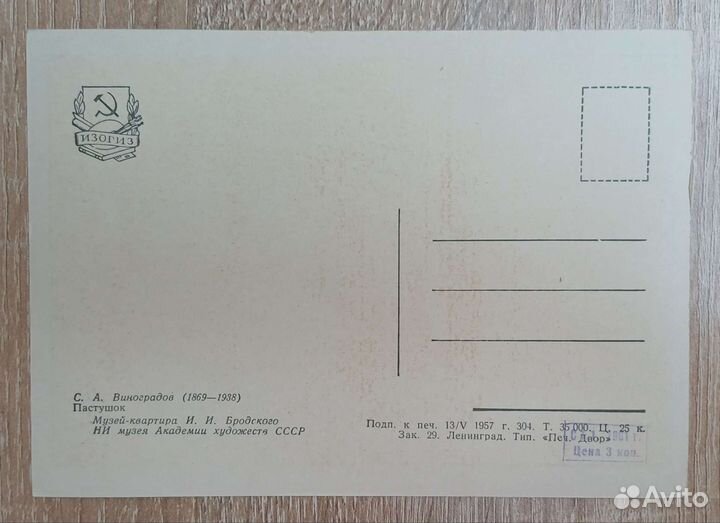 ИЗОГИЗ
С. А. Виноградов (1869—1938)
Пастушок
Музей-квартира И. И. Бродского
НИ музея Академии художеств СССР
Подп. к печ. 13/V 1957 г. 304. Т. 35 000. Ц. 25 к.
Зак. 29. Ленинград. Тип. «Печ. Двор»
1961 г.
Цена 3 коп.
Avito